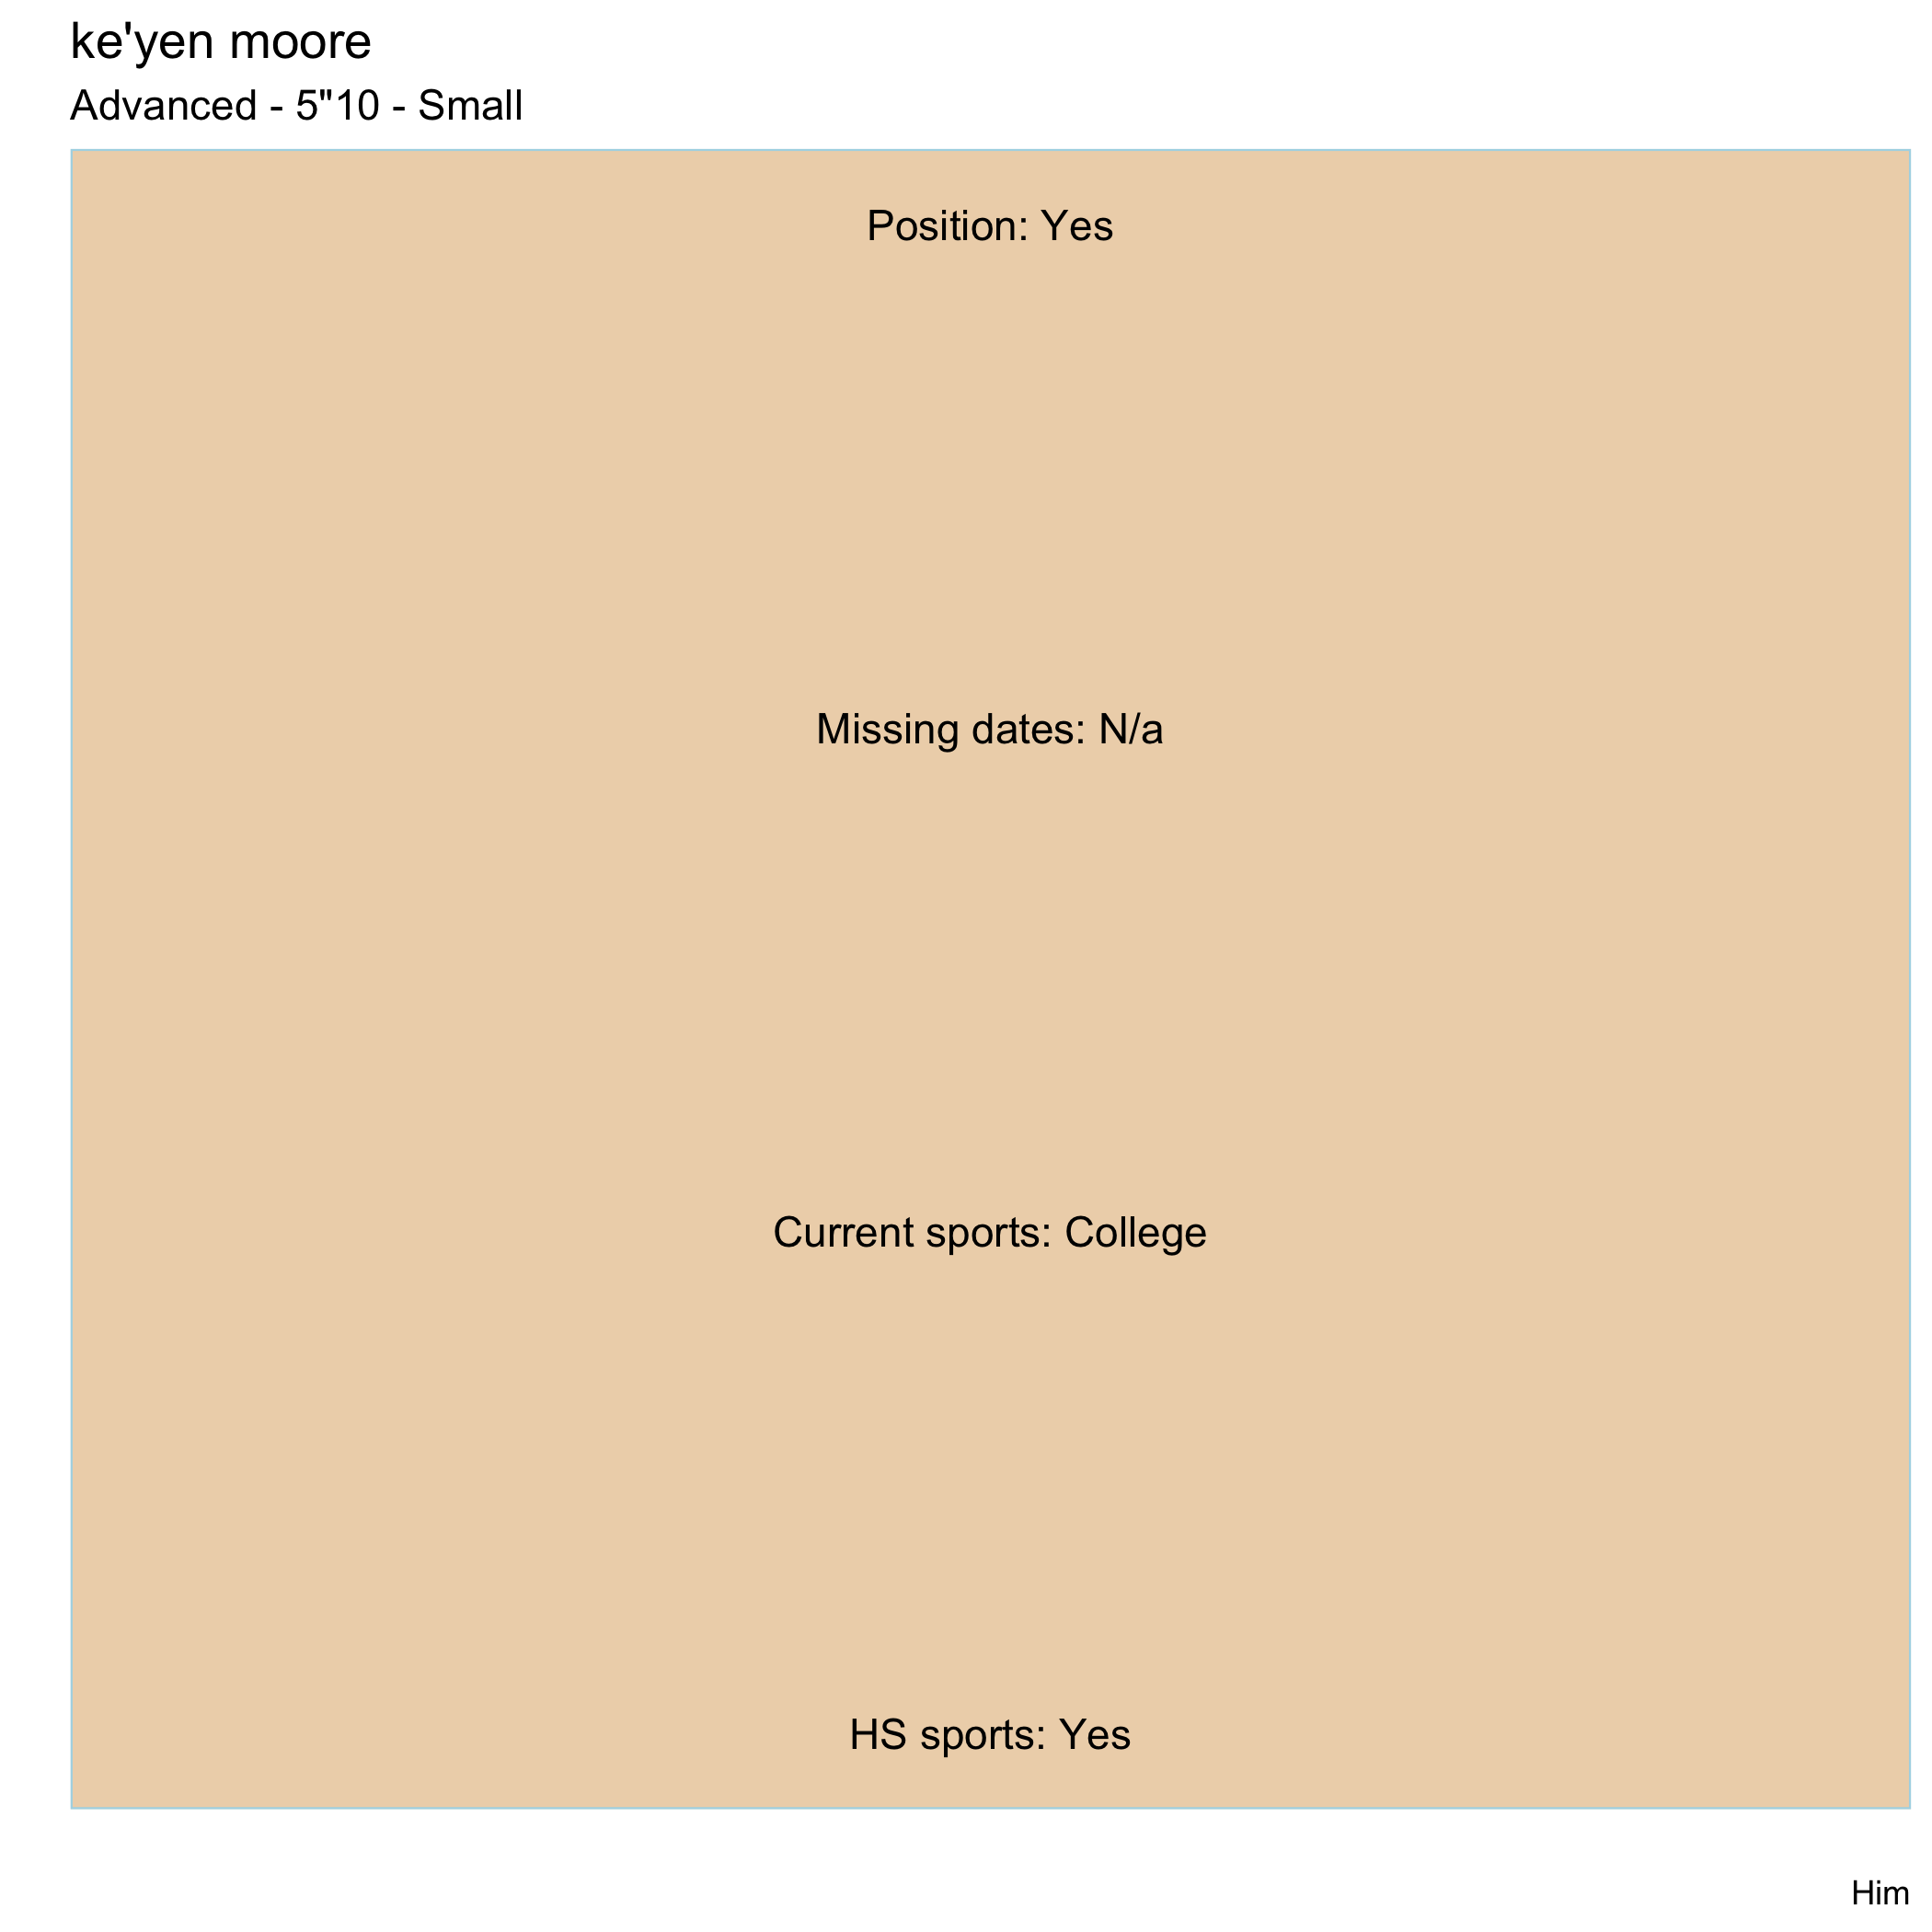 ke'yen moore
Advanced - 5"10 - Small
Position: Yes
Missing dates: N/a
Current sports: College
HS sports: Yes
Him